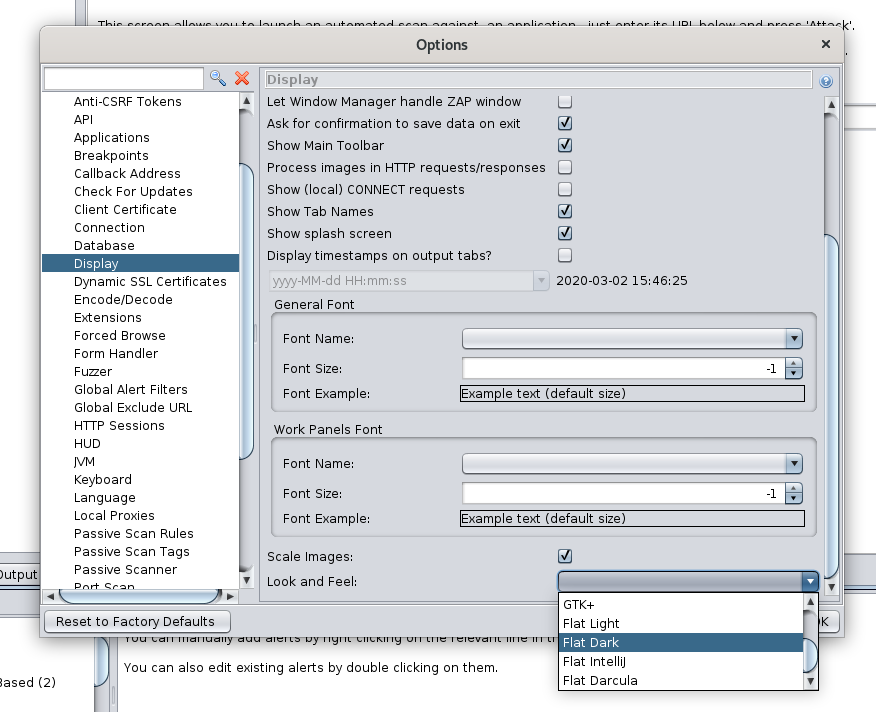 This screen allows you to launch an automated scan against an application - just enter its URL below and press 'Attack'.
Options
Display
Anti-CSRF Tokens
API
Applications
Breakpoints
Callback Address
Check For Updates
Client Certificate
Connection
Database
Display
Dynamic SSL Certificates
Encode/Decode
Extensions
Forced Browse
Form Handler
Fuzzer
Global Alert Filters
Global Exclude URL
HTTP Sessions
HUD
JVM
Keyboard
Language
Local Proxies
Passive Scan Rules
Passive Scan Tags
Passive Scanner
Port Scan
Let Window Manager handle ZAP window
Ask for confirmation to save data on exit
Show Main Toolbar
Process images in HTTP requests/responses
Show (local) CONNECT requests
Show Tab Names
Show splash screen
Display timestamps on output tabs?
yyyy-MM-dd HH:mm:ss 2020-03-02 15:46:25
General Font
Font Name:
Font Size: -1
Font Example: Example text (default size)
Work Panels Font
Font Name:
Font Size: -1
Font Example: Example text (default size)
Scale Images:
Look and Feel:
GTK+
Flat Light
Flat Dark
Flat IntelliJ
Flat Darcula
Reset to Factory Defaults
OK
Output
You can manually add alerts by right clicking on the relevant line in th
You can also edit existing alerts by double clicking on them.
Based (2)